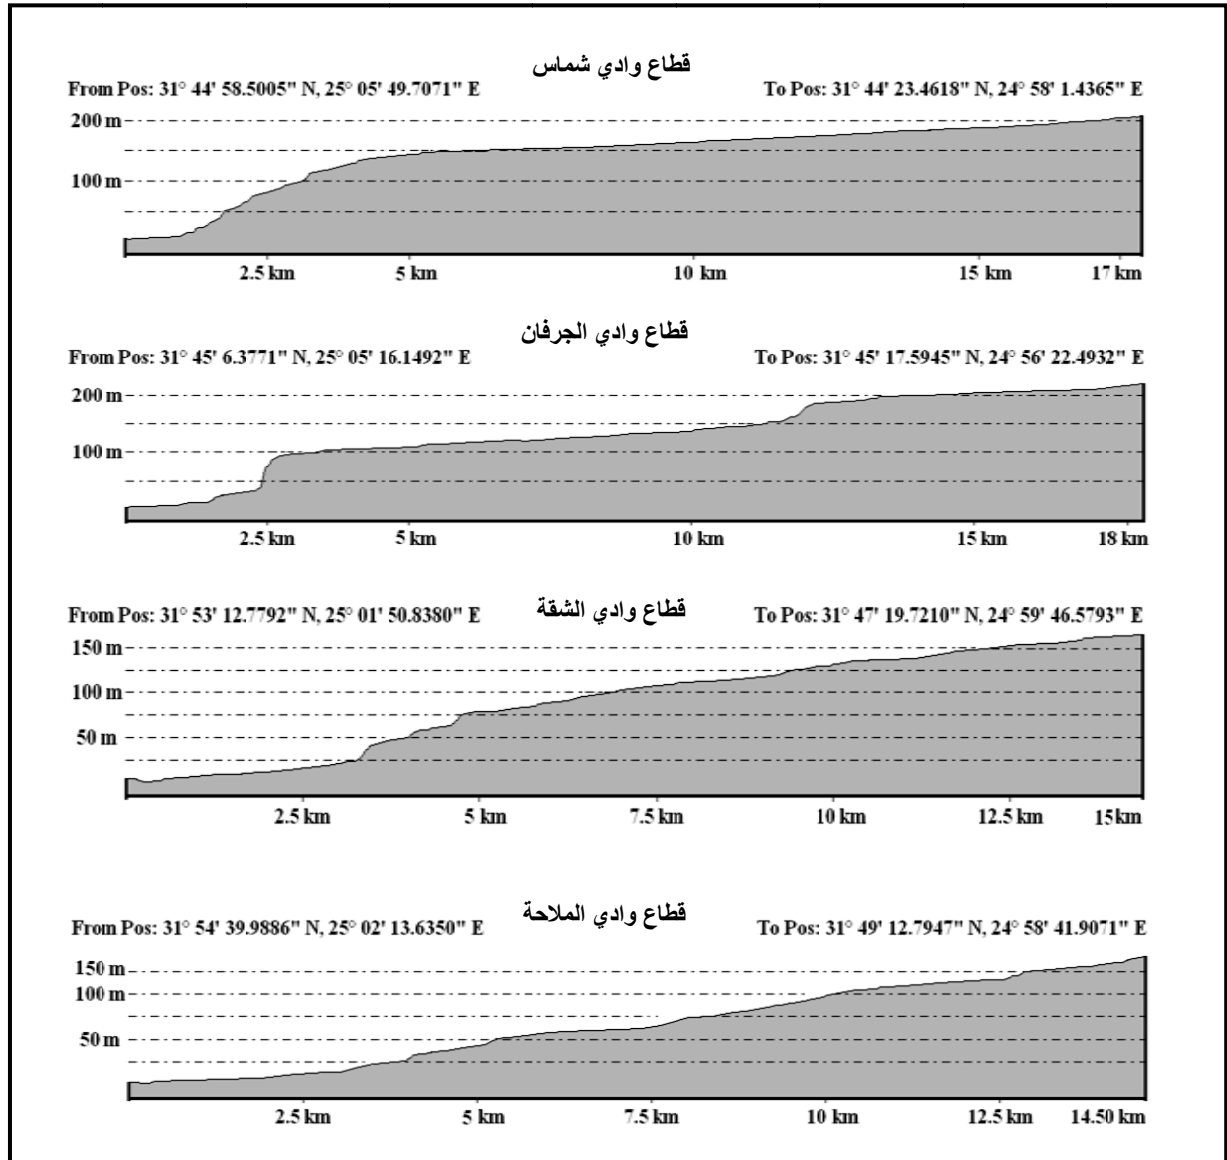 قطاع وادي شماس
From Pos: 31° 44' 58.5005" N, 25° 05' 49.7071" E To Pos: 31° 44' 23.4618" N, 24° 58' 1.4365" E
200 m
100 m
2.5 km 5 km 10 km 15 km 17 km
قطاع وادي الجرفان
From Pos: 31° 45' 6.3771" N, 25° 05' 16.1492" E To Pos: 31° 45' 17.5945" N, 24° 56' 22.4932" E
200 m
100 m
2.5 km 5 km 10 km 15 km 18 km
قطاع وادي الشقة
From Pos: 31° 53' 12.7792" N, 25° 01' 50.8380" E To Pos: 31° 47' 19.7210" N, 24° 59' 46.5793" E
150 m
100 m
50 m
2.5 km 5 km 7.5 km 10 km 12.5 km 15km
قطاع وادي الملاحة
From Pos: 31° 54' 39.9886" N, 25° 02' 13.6350" E To Pos: 31° 49' 12.7947" N, 24° 58' 41.9071" E
150 m
100 m
50 m
2.5 km 5 km 7.5 km 10 km 12.5 km 14.50 km